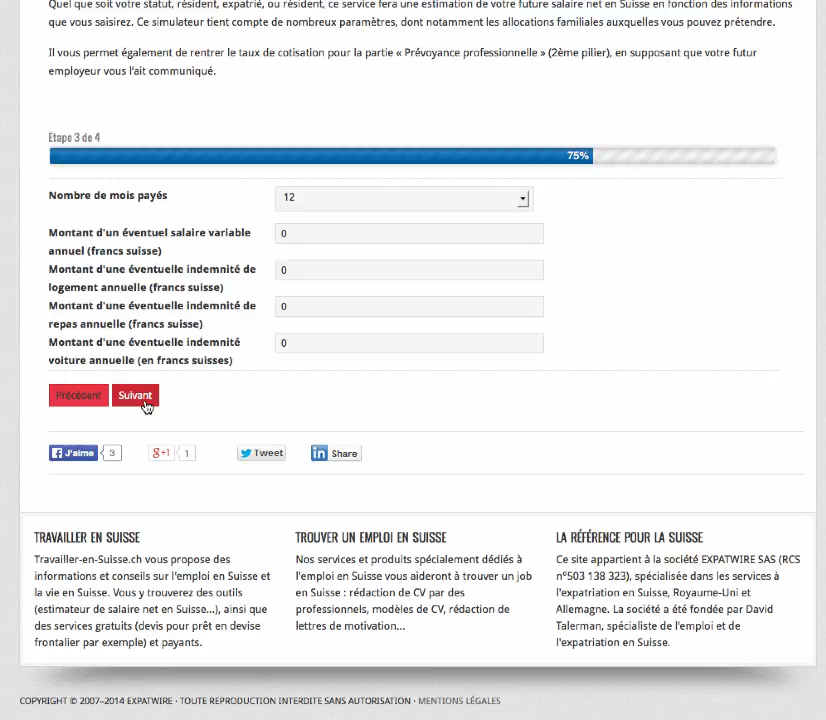 Quel que soit votre statut, résident, expatrié, ou résident, ce service fera une estimation de votre futur salaire net en Suisse en fonction des informations
que vous saisirez. Ce simulateur tient compte de nombreux paramètres, dont notamment les allocations familiales auxquelles vous pouvez prétendre.
Il vous permet également de rentrer le taux de cotisation pour la partie « Prévoyance professionnelle » (2ème pilier), en supposant que votre futur
employeur vous l'ait communiqué.
Étape 3 de 4
75%
Nombre de mois payés
12
Montant d'un éventuel salaire variable
annuel (francs suisse)
0
Montant d'une éventuelle indemnité de
logement annuelle (francs suisse)
0
Montant d'une éventuelle indemnité de
repas annuelle (francs suisse)
0
Montant d'une éventuelle indemnité
voiture annuelle (en francs suisses)
0
Précédent Suivant
J'aime 3 g+1 1 Tweet in Share
TRAVAILLER EN SUISSE
Travailler-en-Suisse.ch vous propose des
informations et conseils sur l'emploi en Suisse et
la vie en Suisse. Vous y trouverez des outils
(estimateur de salaire net en Suisse...), ainsi que
des services gratuits (devis pour prêt en devise
frontalier par exemple) et payants.
TROUVER UN EMPLOI EN SUISSE
Nos services et produits spécialement dédiés à
l'emploi en Suisse vous aideront à trouver un job
en Suisse : rédaction de CV par des
professionnels, modèles de CV, rédaction de
lettres de motivation...
LA RÉFÉRENCE POUR LA SUISSE
Ce site appartient à la société EXPATWIRE SAS (RCS
n°503 138 323), spécialisée dans les services à
l'expatriation en Suisse, Royaume-Uni et
Allemagne. La société a été fondée par David
Talerman, spécialiste de l'emploi et de
l'expatriation en Suisse.
COPYRIGHT © 2007–2014 EXPATWIRE · TOUTE REPRODUCTION INTERDITE SANS AUTORISATION · MENTIONS LÉGALES